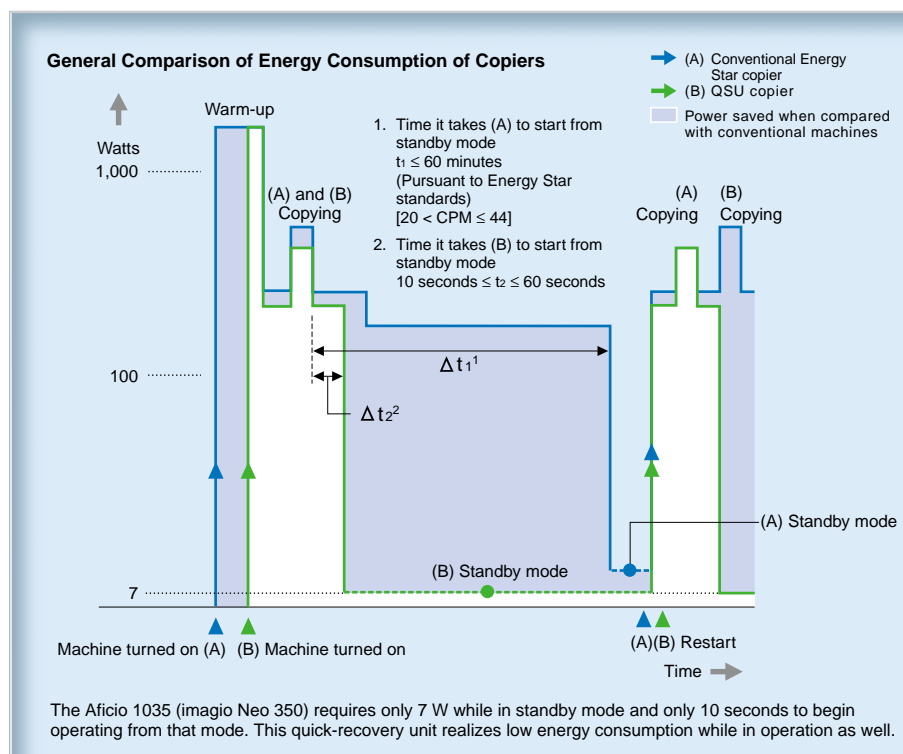 General Comparison of Energy Consumption of Copiers
(A) Conventional Energy
Star copier
(B) QSU copier
Power saved when compared
with conventional machines
Warm-up
Watts
1,000
(A) and (B)
Copying
1. Time it takes (A) to start from
standby mode
t1 ≤ 60 minutes
(Pursuant to Energy Star
standards)
[20 < CPM ≤ 44]
2. Time it takes (B) to start from
standby mode
10 seconds ≤ t2 ≤ 60 seconds
(A)
Copying
(B)
Copying
100
Δt1¹
Δt2²
(A) Standby mode
(B) Standby mode
7
Machine turned on (A)
(B) Machine turned on
(A)(B) Restart
Time
The Aficio 1035 (imagio Neo 350) requires only 7 W while in standby mode and only 10 seconds to begin
operating from that mode. This quick-recovery unit realizes low energy consumption while in operation as well.